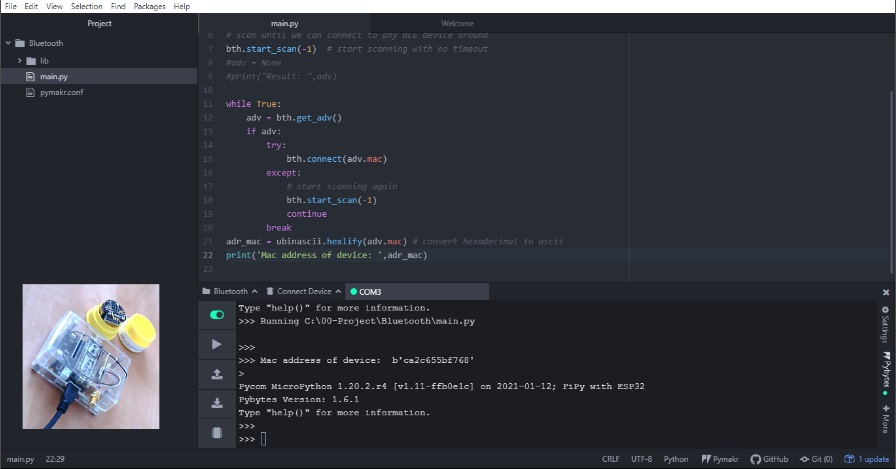 File Edit View Selection Find Packages Help
Project
main.py
Welcome
Bluetooth
lib
main.py
pymakr.conf
6 # scan until we can connect to any BLE device around
7 bth.start_scan(-1) # start scanning with no timeout
8 #adv = None
9 #print("Result: ",adv)
10
11 while True:
12 adv = bth.get_adv()
13 if adv:
14 try:
15 bth.connect(adv.mac)
16 except:
17 # start scanning again
18 bth.start_scan(-1)
19 continue
20 break
21 adr_mac = ubinascii.hexlify(adv.mac) # convert hexadecimal to ascii
22 print('Mac address of device: ',adr_mac)
23
Bluetooth Connect Device COM3
Type "help()" for more information.
>>> Running C:\00-Project\Bluetooth\main.py
>>>
>>> Mac address of device: b'ca2c655bf768'
>
Pycom MicroPython 1.20.2.r4 [v1.11-ffb0e1c] on 2021-01-12; FiPy with ESP32
Pybytes Version: 1.6.1
Type "help()" for more information.
>>>
>>>
Settings
Pybytes
More
main.py 22:29 CRLF UTF-8 Python Pymakr GitHub Git (0) 1 update